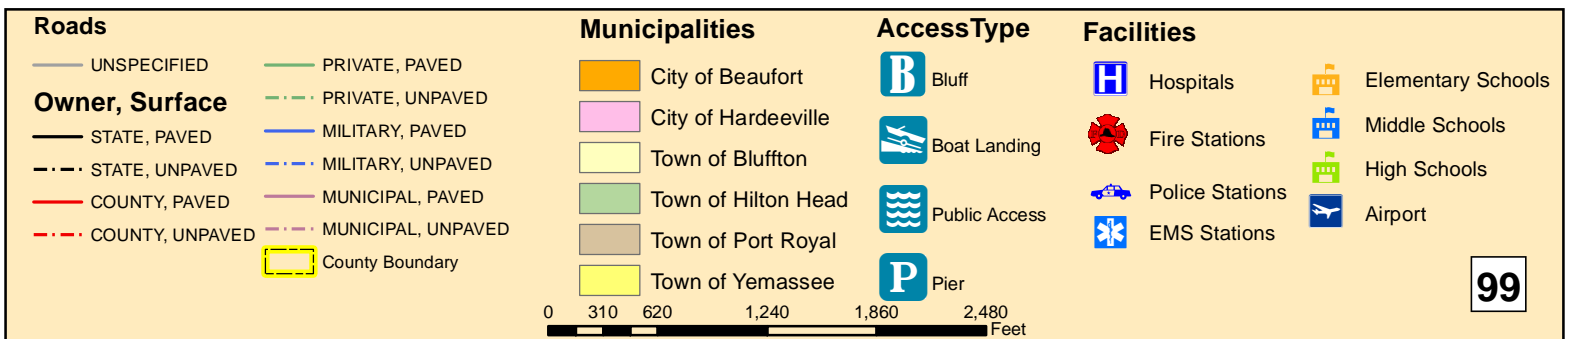 Roads
UNSPECIFIED
Owner, Surface
STATE, PAVED
STATE, UNPAVED
COUNTY, PAVED
COUNTY, UNPAVED
PRIVATE, PAVED
PRIVATE, UNPAVED
MILITARY, PAVED
MILITARY, UNPAVED
MUNICIPAL, PAVED
MUNICIPAL, UNPAVED
County Boundary
Municipalities
City of Beaufort
City of Hardeeville
Town of Bluffton
Town of Hilton Head
Town of Port Royal
Town of Yemassee
AccessType
B Bluff
Boat Landing
Public Access
P Pier
Facilities
H Hospitals
Fire Stations
Police Stations
EMS Stations
Elementary Schools
Middle Schools
High Schools
Airport
99
0 310 620 1,240 1,860 2,480
Feet